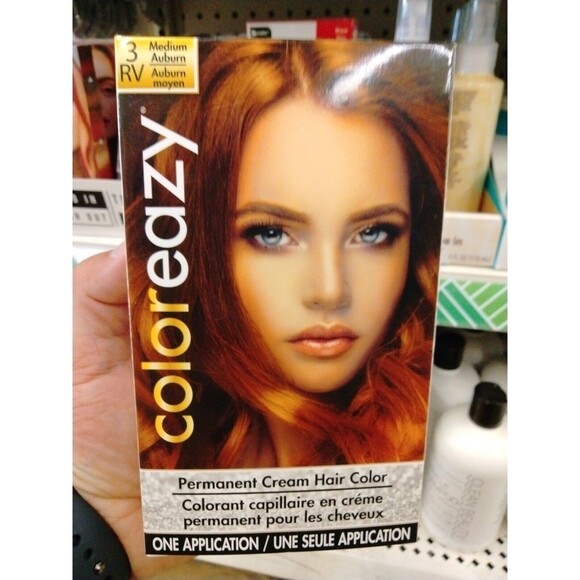 3
RV
Medium
Auburn
Auburn
moyen
coloreazy
Permanent Cream Hair Color
Colorant capillaire en créme
permanent pour les cheveux
ONE APPLICATION / UNE SEULE APPLICATION